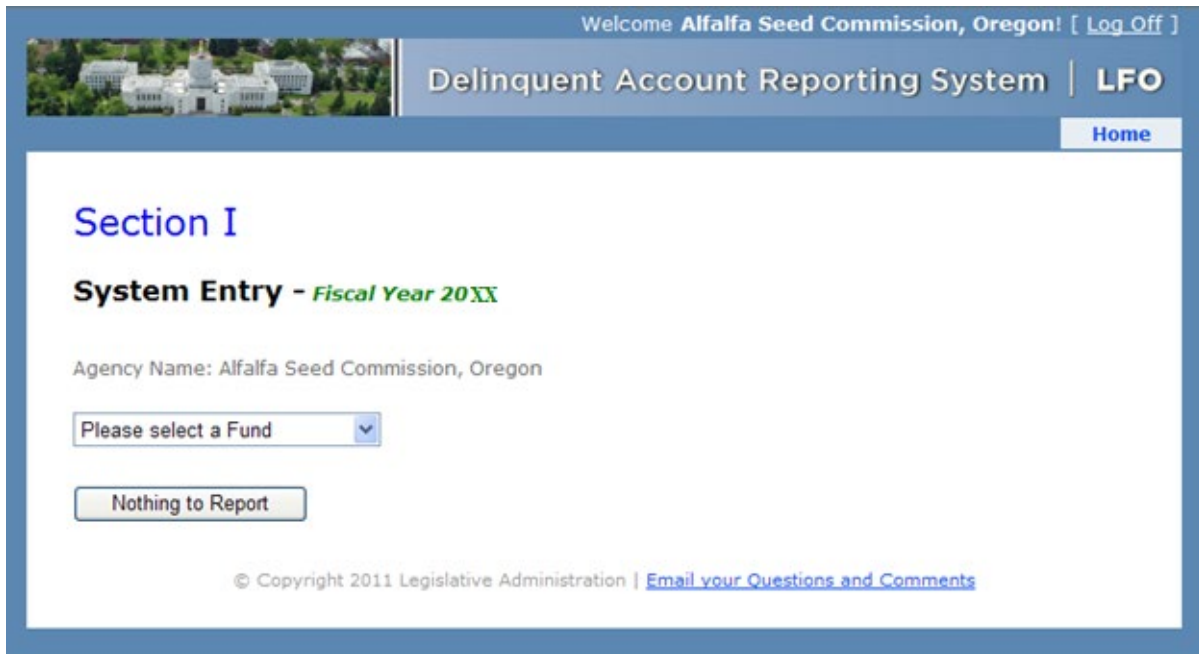 Welcome Alfalfa Seed Commission, Oregon! [ Log Off ]
Delinquent Account Reporting System | LFO
Home
Section I
System Entry - Fiscal Year 20XX
Agency Name: Alfalfa Seed Commission, Oregon
Please select a Fund
Nothing to Report
© Copyright 2011 Legislative Administration | Email your Questions and Comments